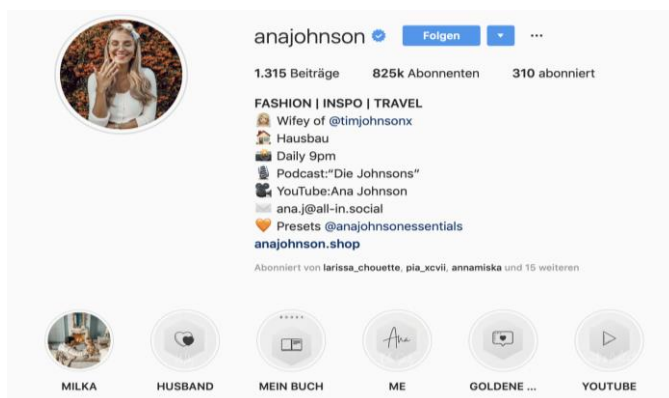 anajohnson Folgen ...
1.315 Beiträge 825k Abonnenten 310 abonniert
FASHION | INSPO | TRAVEL
Wifey of @timjohnsonx
Hausbau
Daily 9pm
Podcast:"Die Johnsons"
YouTube:Ana Johnson
ana.j@all-in.social
Presets @anajohnsonessentials
anajohnson.shop
Abonniert von larissa_chouette, pia_xcvii, annamiska und 15 weiteren
Ana
MILKA HUSBAND MEIN BUCH ME GOLDENE ... YOUTUBE